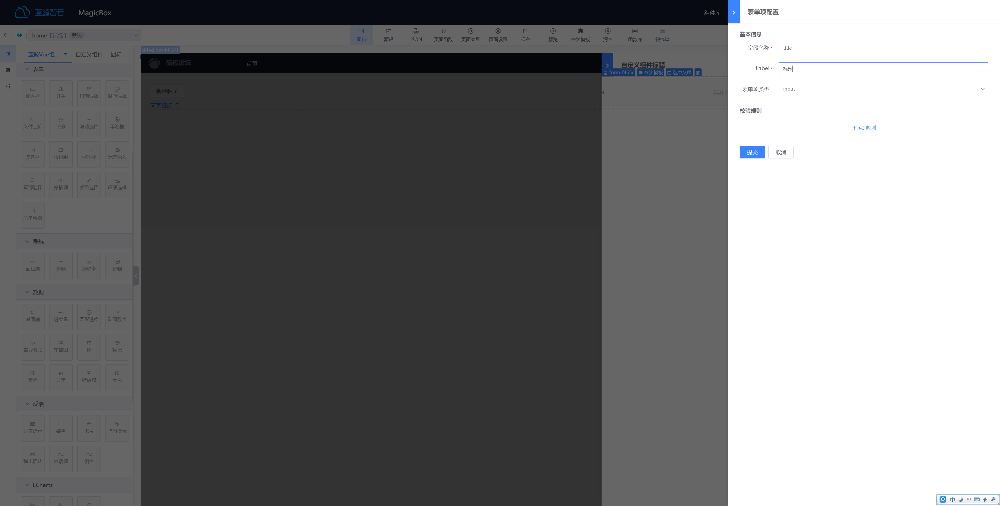 蓝鲸智云 MagicBox 组件库
home【论坛】 默认
画布 源码 JSON 页面函数 页面变量 页面设置 保存 预览 存为模板 清空 函数库 快捷键
蓝鲸Vue组... 自定义组件 图标
表单
输入框 开关 日期选择 时间选择
文件上传 评分 滑动选择 单选框
多选框 按钮组 下拉选框 标签输入
查询选择 穿梭框 颜色选择 级联选框
表单容器
导航
面包屑 步骤 选项卡 步骤
数据
时间轴 进度条 圆形进度 动画数字
差异对比 轮播图 树 标记
表格 分页 缩放图 大树
反馈
异常提示 警告 卡片 弹出提示
弹出确认 对话框 侧栏
ECharts
sideslider-b8641
高校论坛 首页
新建帖子
文字链接 0
自定义组件标题
form-f465c 存为模板 选中父级
请在右
表单项配置
基本信息
字段名称 * title
Label * 标题
表单项类型 input
校验规则
+ 添加规则
提交 取消
中